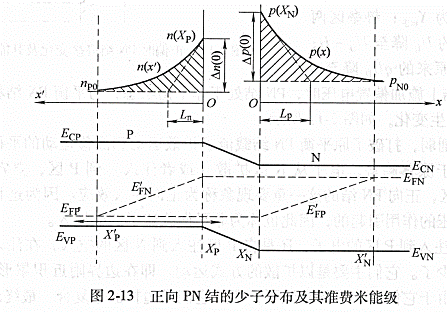 n(X_P)
p(X_N)
n(x′)
Δn(0)
Δp(0)
p(x)
n_P0
p_N0
L_n
L_P
x′
O
O
x
E_CP
P
N
E_CN
E′_FN
E_FN
E_FP
E′_FP
E_VP
X′_P
X_P
X_N
X′_N
E_VN
图 2-13 正向 PN 结的少子分布及其准费米能级